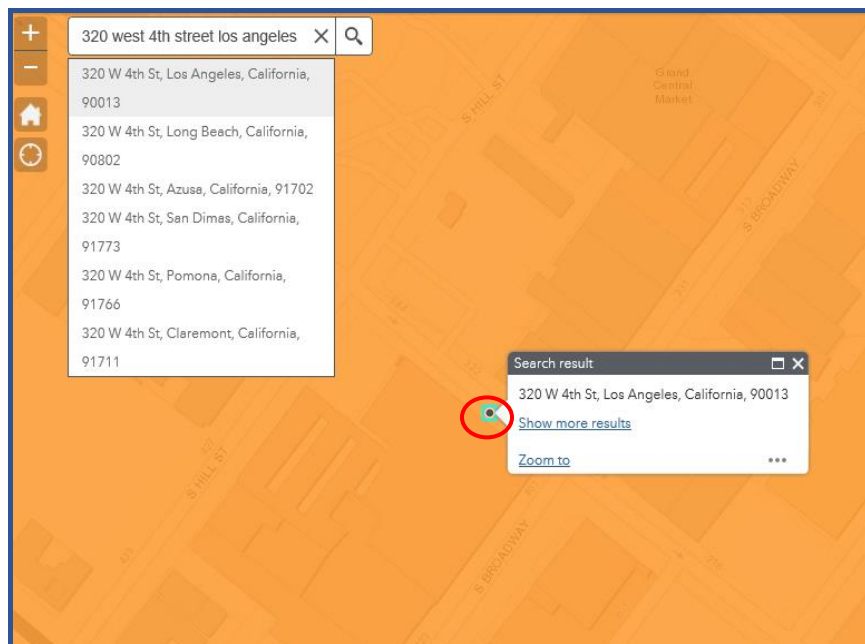 320 west 4th street los angeles
320 W 4th St, Los Angeles, California,
90013
320 W 4th St, Long Beach, California,
90802
320 W 4th St, Azusa, California, 91702
320 W 4th St, San Dimas, California,
91773
320 W 4th St, Pomona, California,
91766
320 W 4th St, Claremont, California,
91711
S HILL ST
Grand
Central
Market
S BROADWAY
Search result
320 W 4th St, Los Angeles, California, 90013
Show more results
Zoom to
S HILL ST
S BROADWAY